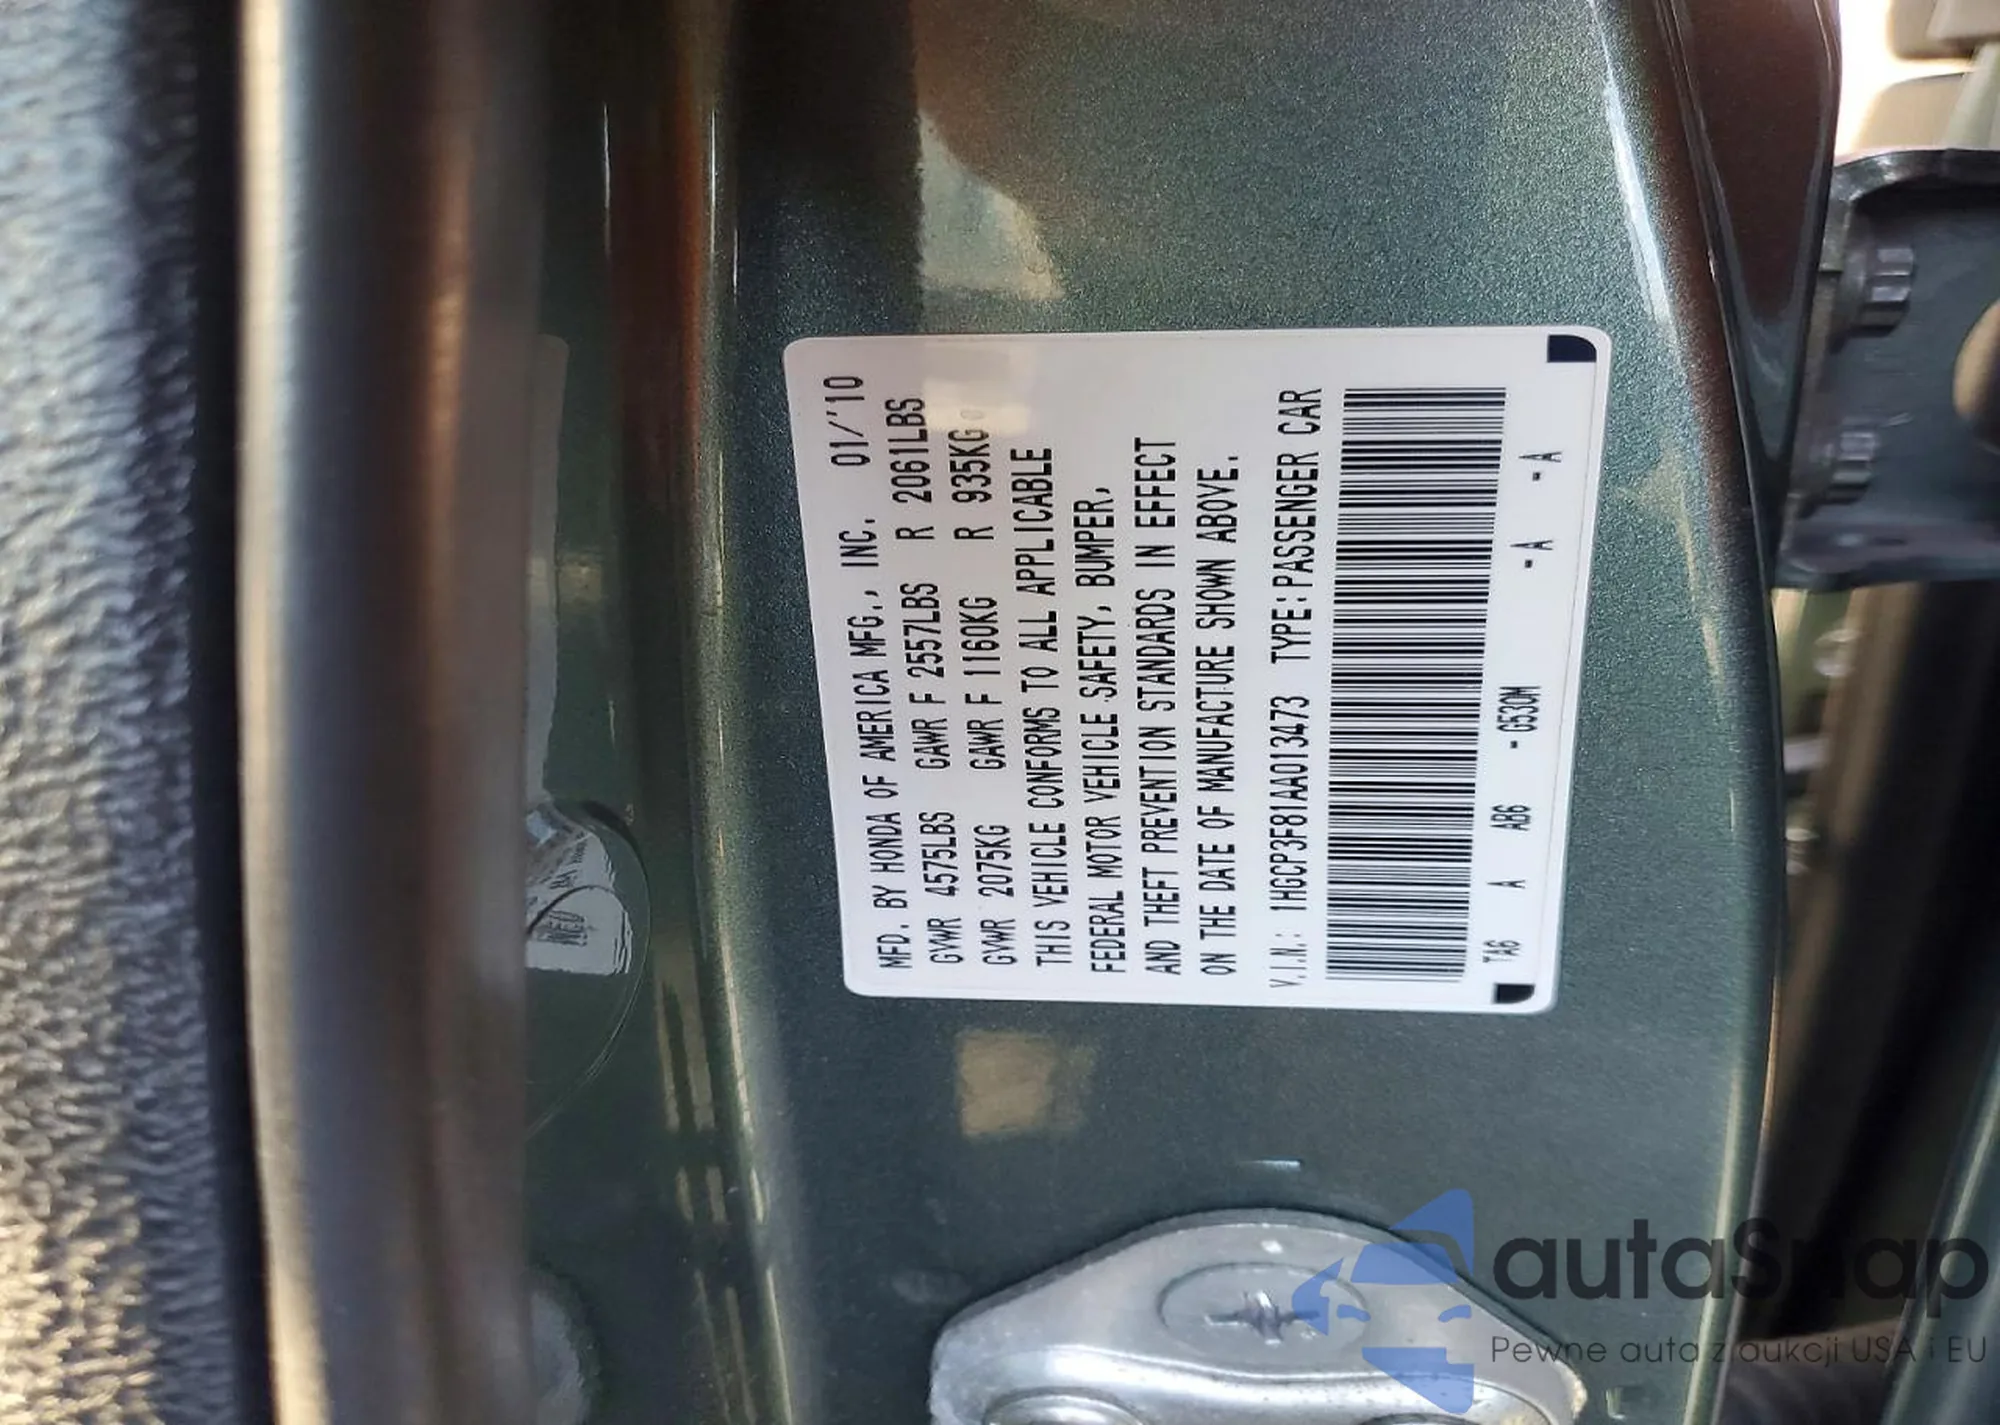 MFD. BY HONDA OF AMERICA MFG., INC. 01/'10
GVWR 4575LBS GAWR F 2557LBS R 2061LBS
GVWR 2075KG GAWR F 1160KG R 935KG
THIS VEHICLE CONFORMS TO ALL APPLICABLE
FEDERAL MOTOR VEHICLE SAFETY, BUMPER,
AND THEFT PREVENTION STANDARDS IN EFFECT
ON THE DATE OF MANUFACTURE SHOWN ABOVE.
V.I.N.: 1HGCP3F81AA013473 TYPE:PASSENGER CAR
TA6 A AB6 - G530M - A - A
autaSnap
Pewne auta z aukcji USA i EU